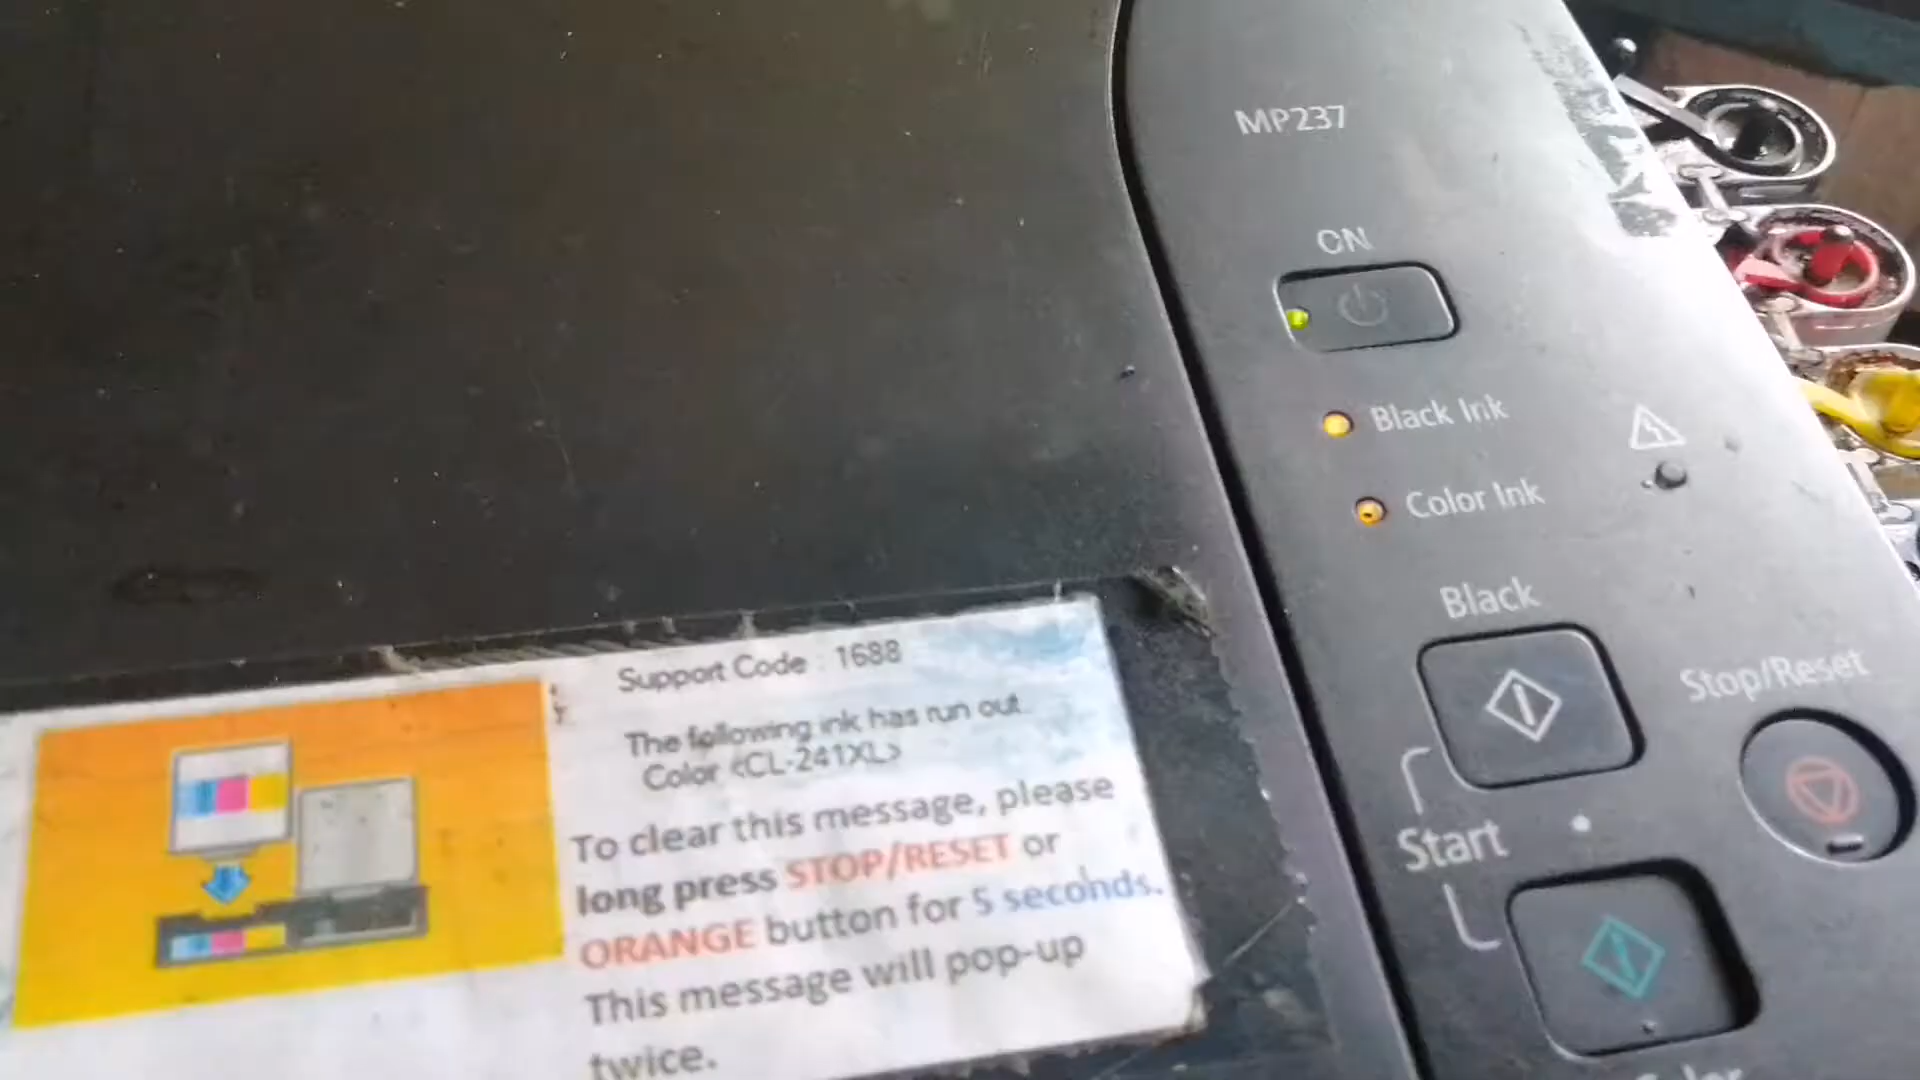 MP237
ON
Black Ink
Color Ink
Black
Stop/Reset
Start
Color
Support Code : 1688
The following ink has run out.
Color <CL-241XL>
To clear this message, please
long press STOP/RESET or
ORANGE button for 5 seconds.
This message will pop-up
twice.